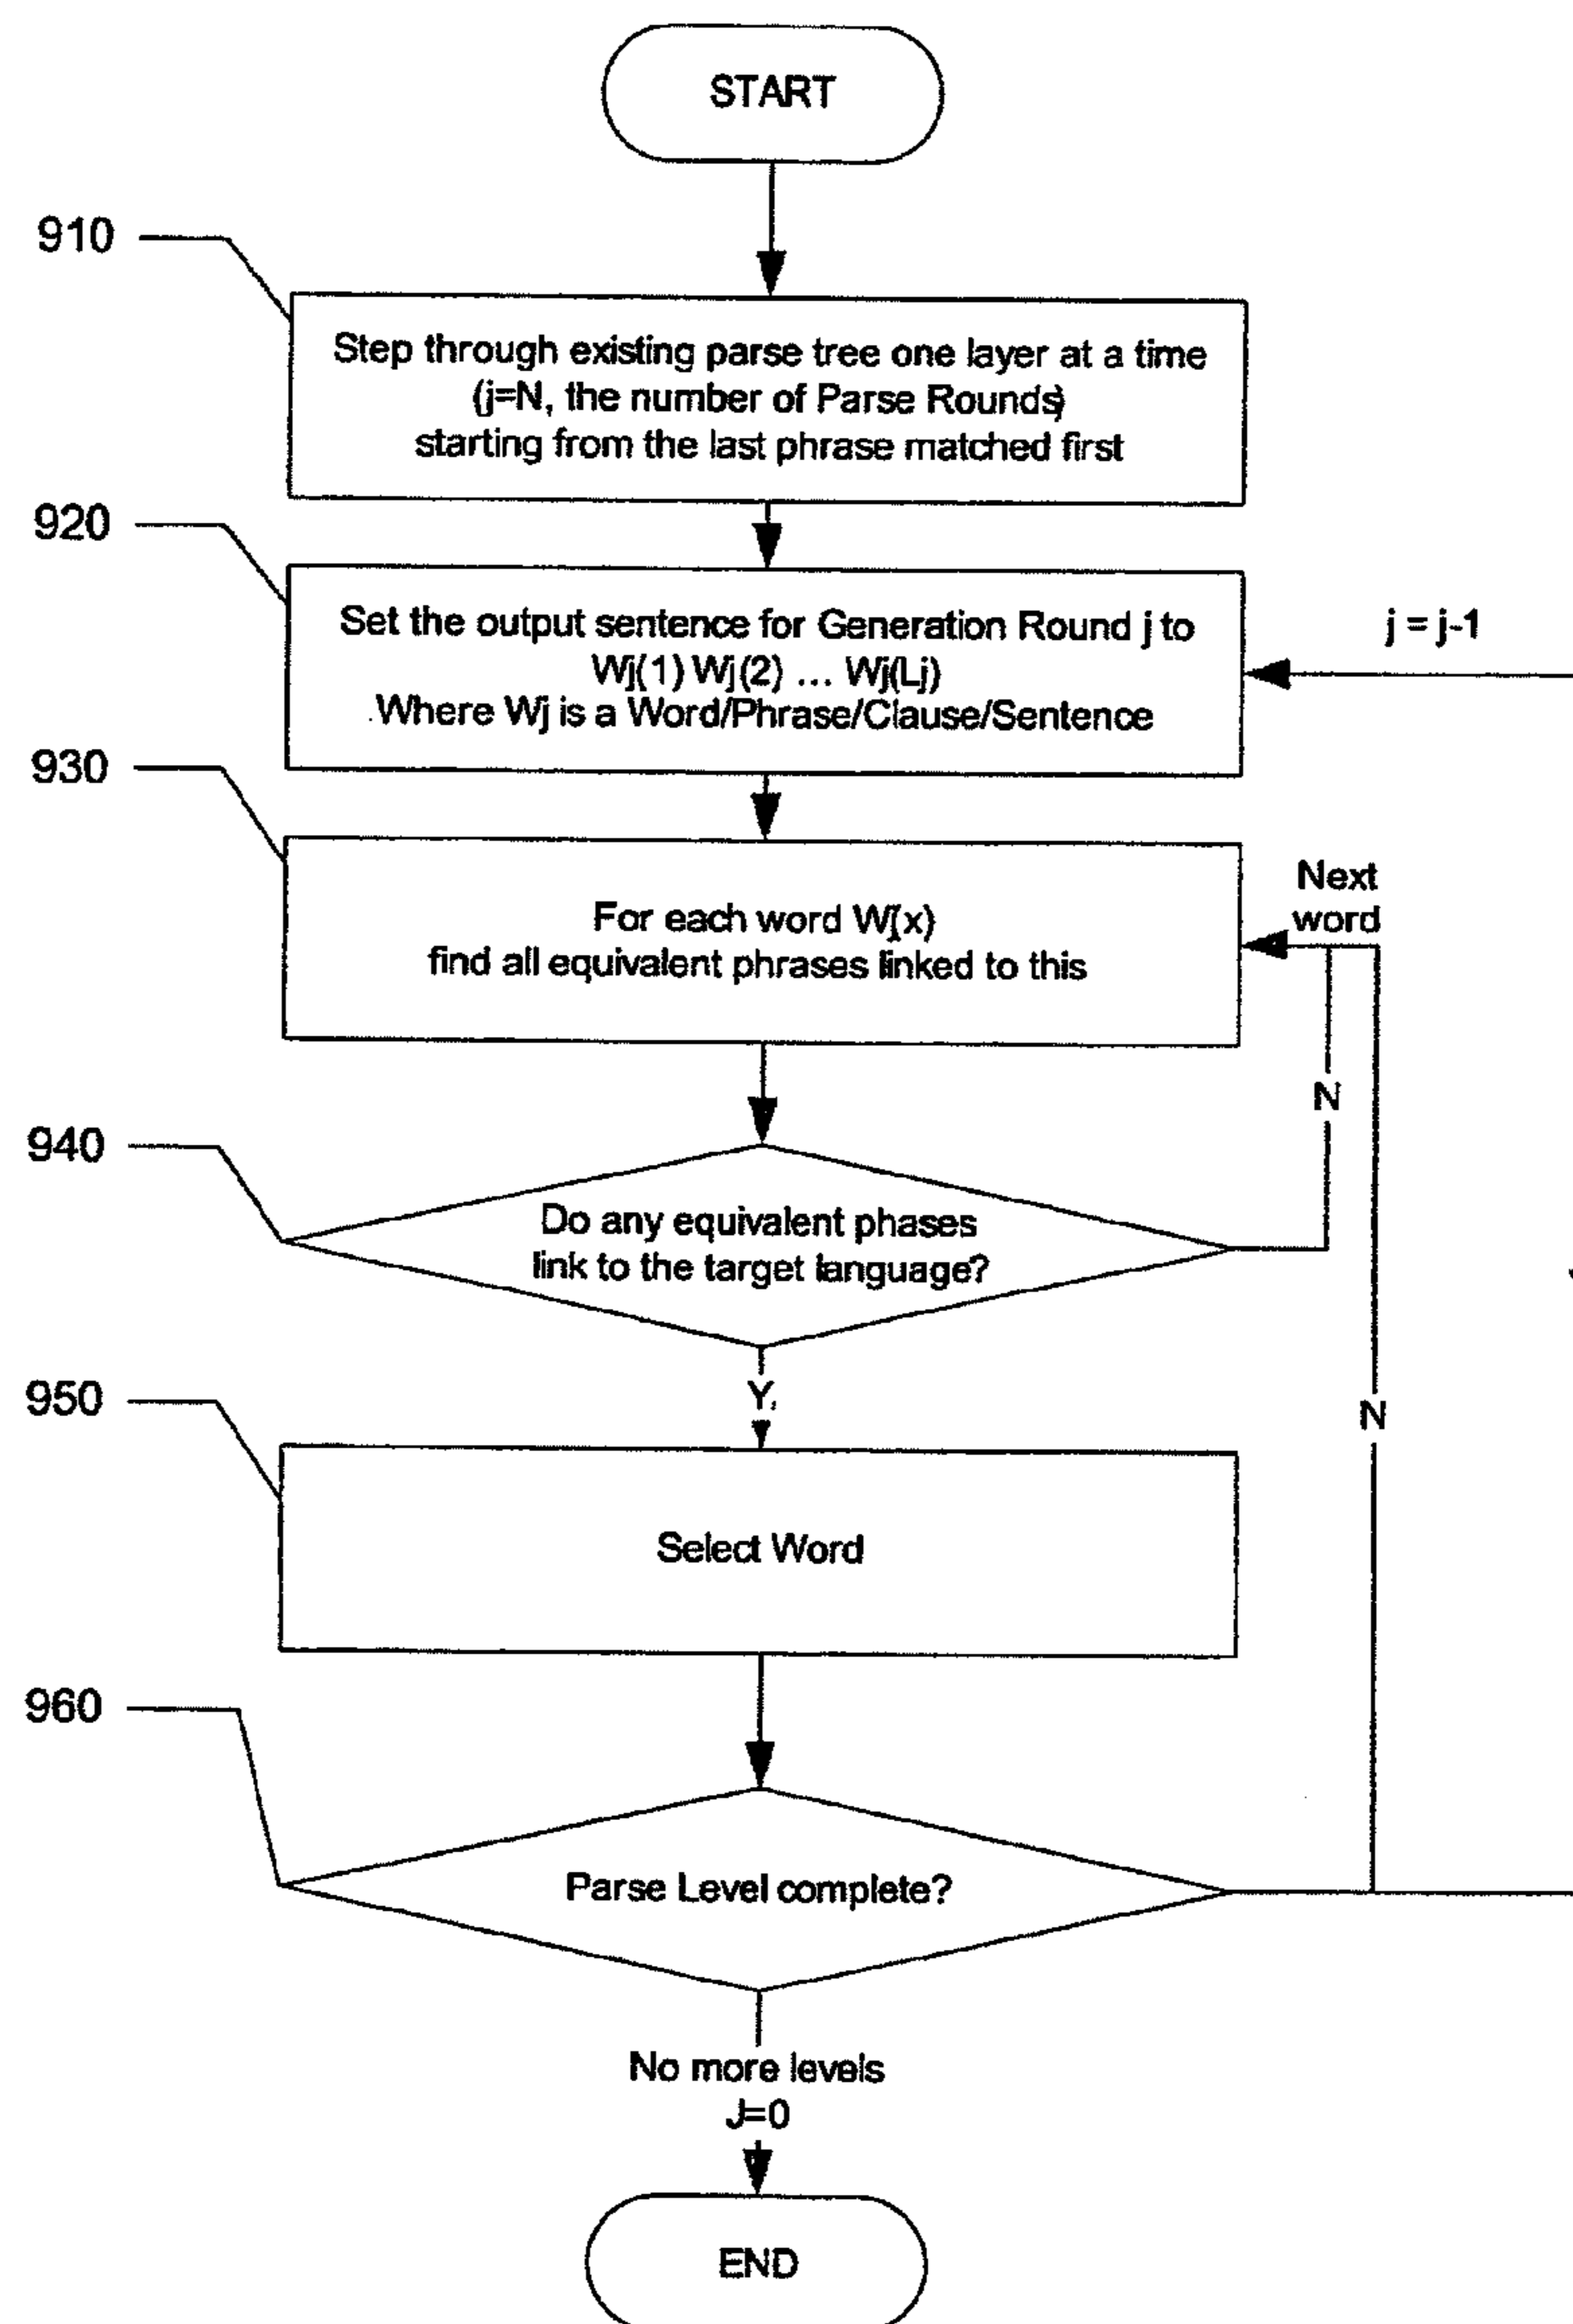 START
910
Step through existing parse tree one layer at a time
(j=N, the number of Parse Rounds)
starting from the last phrase matched first
920
Set the output sentence for Generation Round j to
Wj(1) Wj(2) ... Wj(Lj)
Where Wj is a Word/Phrase/Clause/Sentence
j = j-1
930
For each word Wj(x)
find all equivalent phrases linked to this
Next
word
N
940
Do any equivalent phases
link to the target language?
Y
950
Select Word
N
960
Parse Level complete?
No more levels
J=0
END